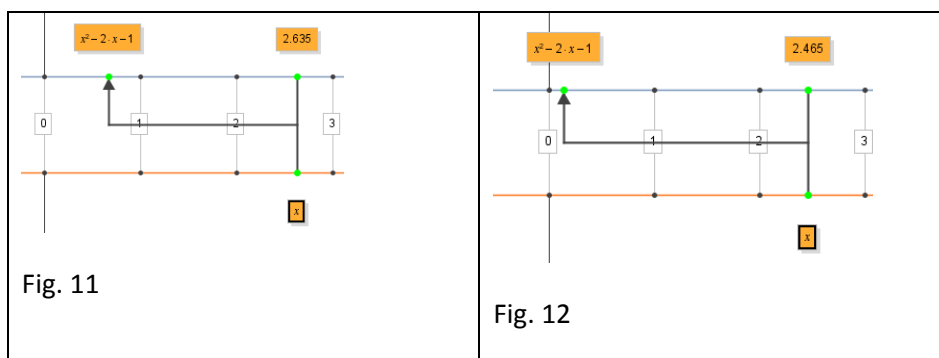 x² – 2 · x – 1
2.635
0
1
2
3
x
Fig. 11
x² – 2 · x – 1
2.465
0
1
2
3
x
Fig. 12